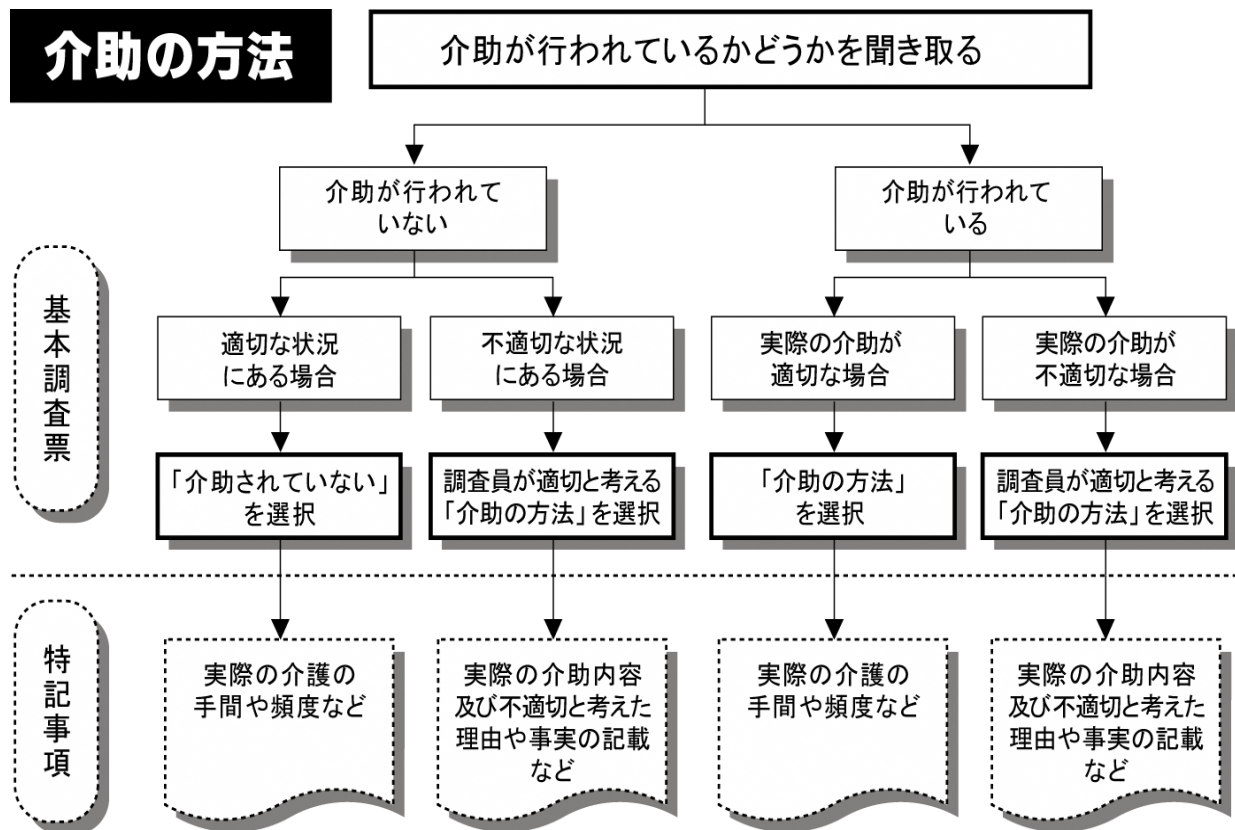 介助の方法
介助が行われているかどうかを聞き取る
介助が行われて
いない
介助が行われて
いる
基本調査票
適切な状況
にある場合
不適切な状況
にある場合
実際の介助が
適切な場合
実際の介助が
不適切な場合
「介助されていない」
を選択
調査員が適切と考える
「介助の方法」を選択
「介助の方法」
を選択
調査員が適切と考える
「介助の方法」を選択
特記事項
実際の介護の
手間や頻度など
実際の介助内容
及び不適切と考えた
理由や事実の記載
など
実際の介護の
手間や頻度など
実際の介助内容
及び不適切と考えた
理由や事実の記載
など